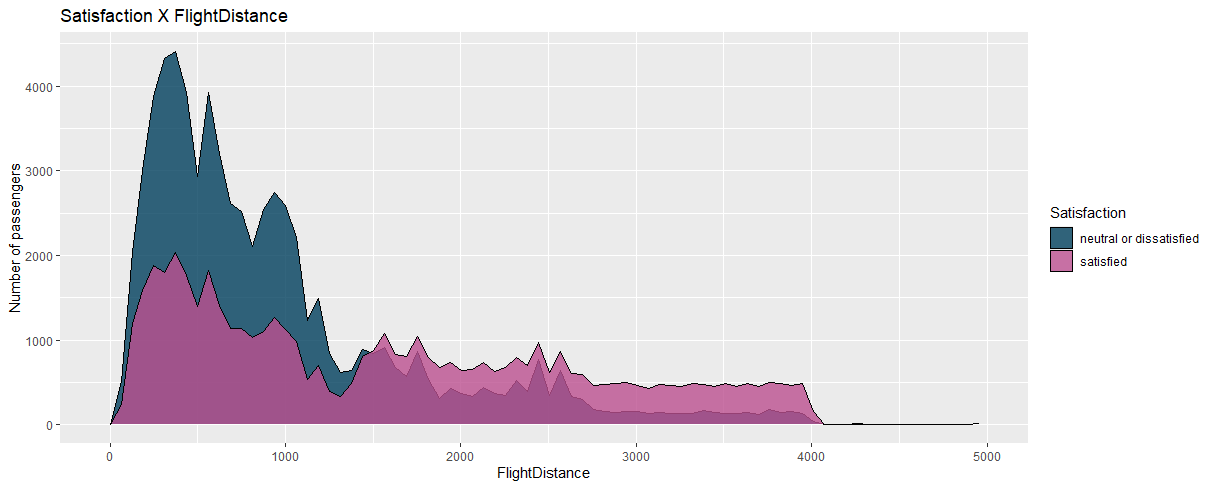 Satisfaction X FlightDistance
Number of passengers
4000
3000
2000
1000
0
0 1000 2000 3000 4000 5000
FlightDistance
Satisfaction
neutral or dissatisfied
satisfied